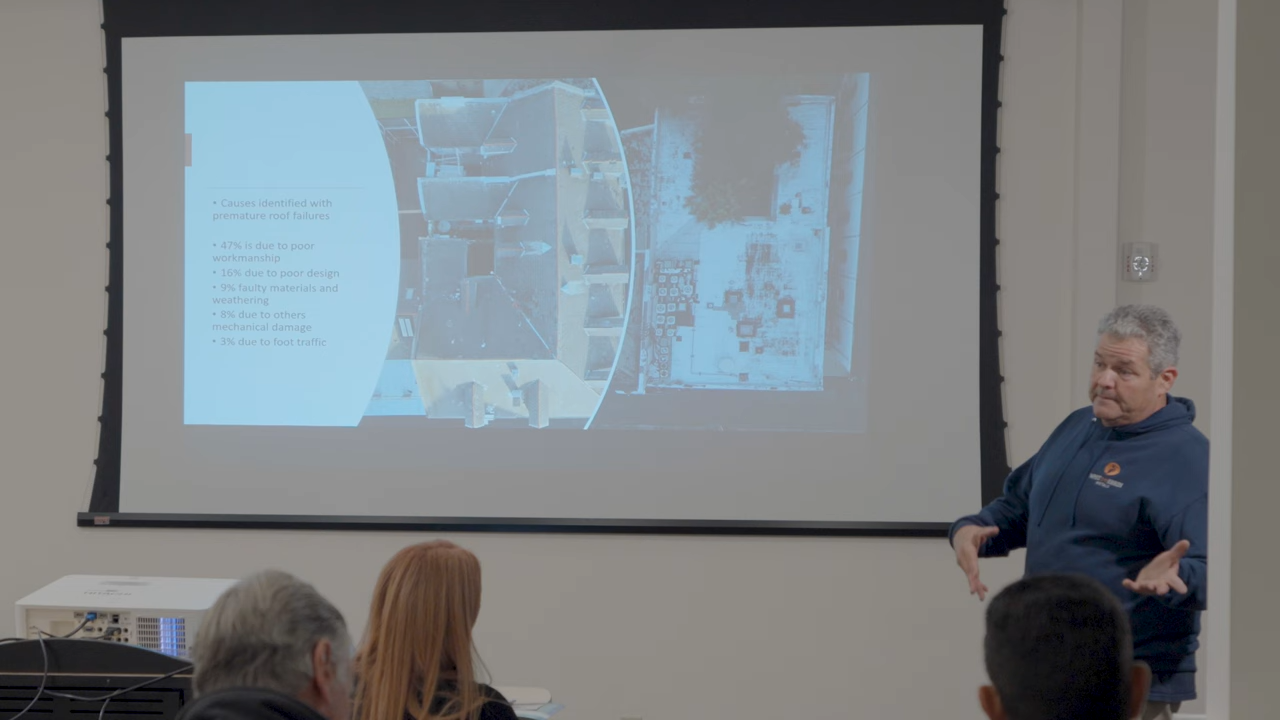 • Causes identified with
premature roof failures
• 47% is due to poor
workmanship
• 16% due to poor design
• 9% faulty materials and
weathering
• 8% due to others
mechanical damage
• 3% due to foot traffic